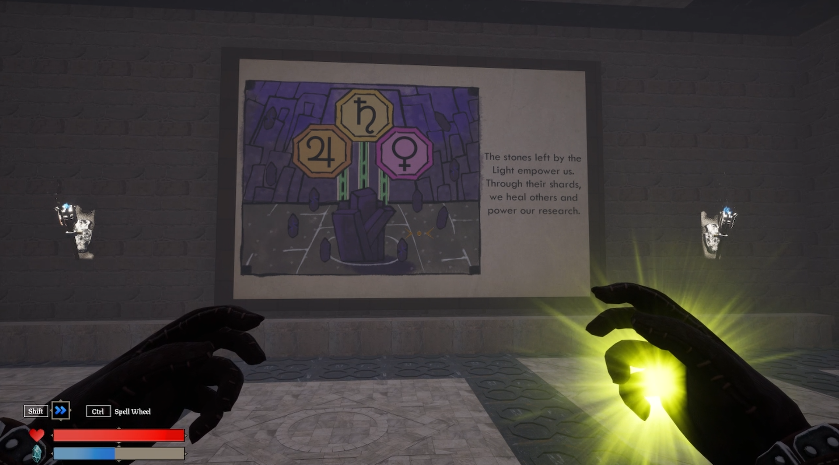 The stones left by the
Light empower us.
Through their shards,
we heal others and
power our research.
Shift
Ctrl Spell Wheel